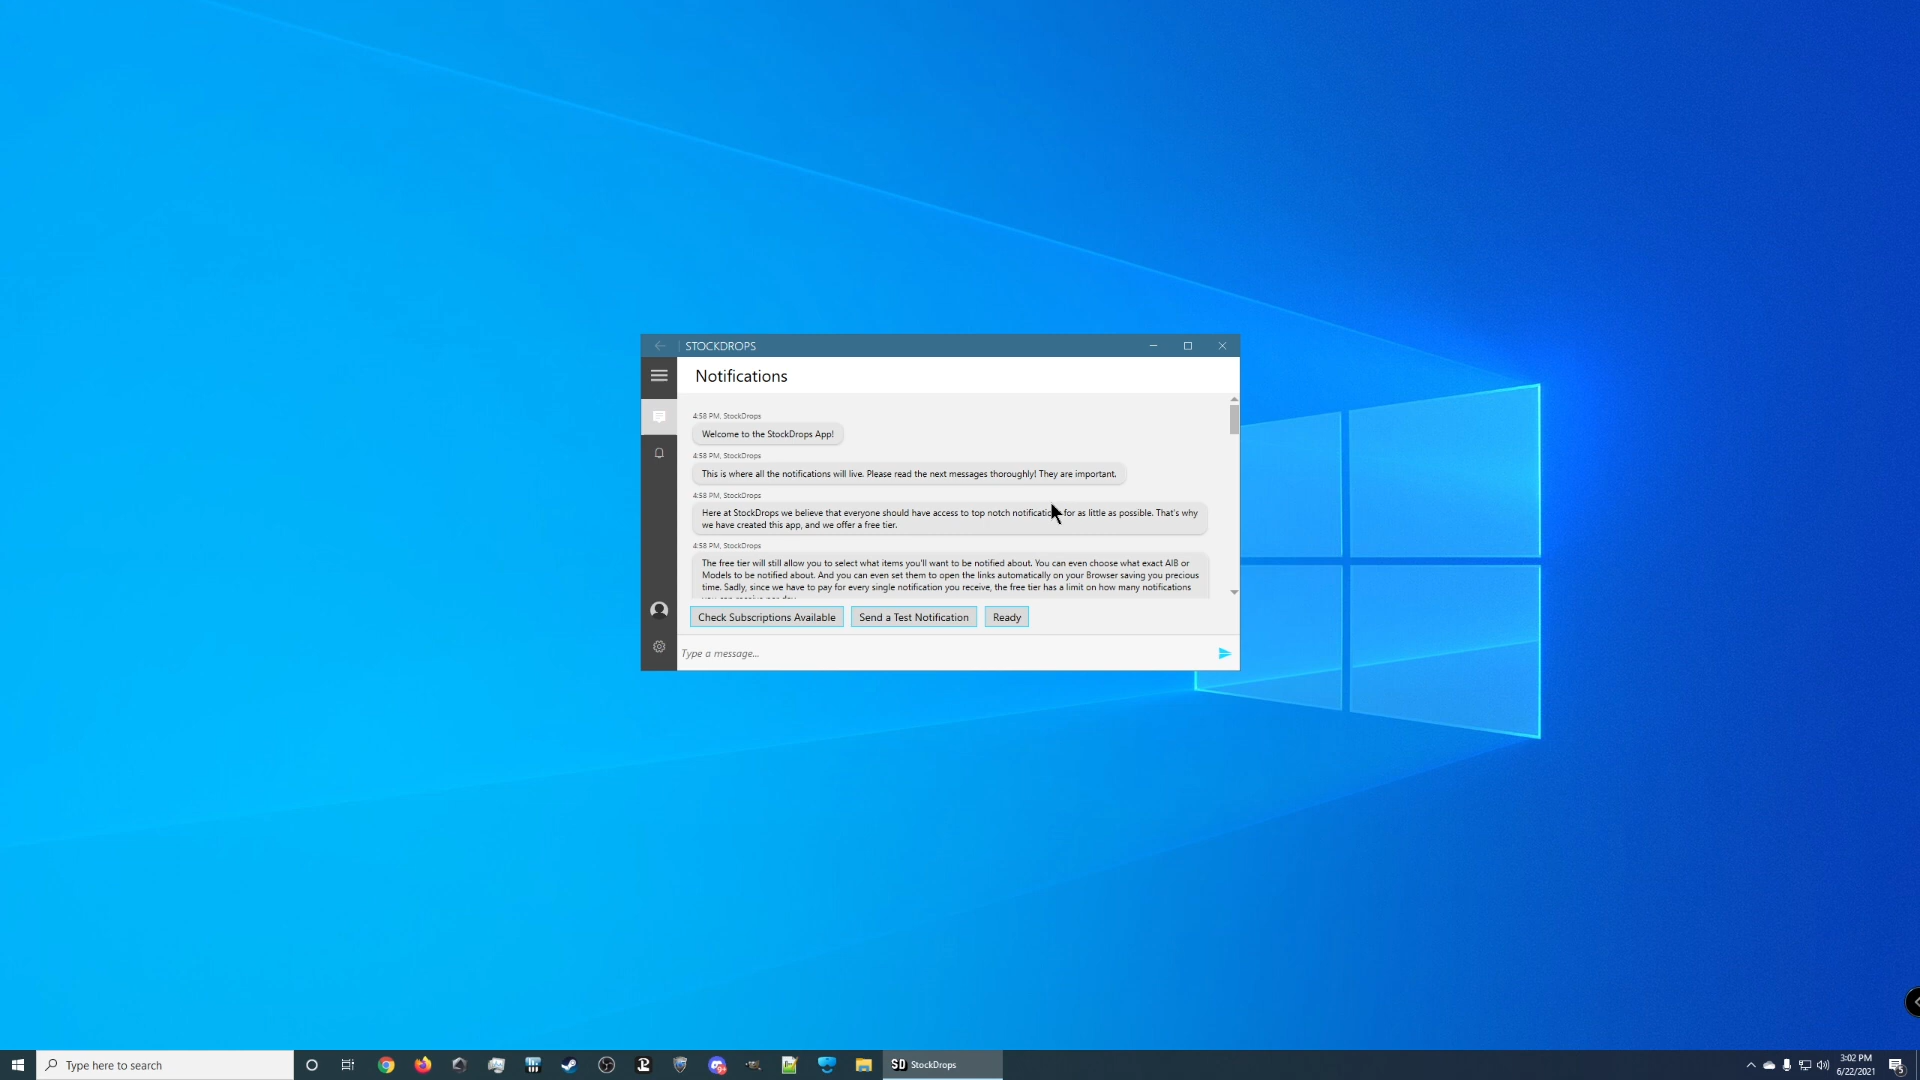 STOCKDROPS
Notifications
4:58 PM, StockDrops
Welcome to the StockDrops App!
4:58 PM, StockDrops
This is where all the notifications will live. Please read the next messages thoroughly! They are important.
4:58 PM, StockDrops
Here at StockDrops we believe that everyone should have access to top notch notifications for as little as possible. That's why
we have created this app, and we offer a free tier.
4:58 PM, StockDrops
The free tier will still allow you to select what items you'll want to be notified about. You can even choose what exact AIB or
Models to be notified about. And you can even set them to open the links automatically on your Browser saving you precious
time. Sadly, since we have to pay for every single notification you receive, the free tier has a limit on how many notifications
Check Subscriptions Available
Send a Test Notification
Ready
Type a message...
Type here to search
SD StockDrops
3:02 PM
6/22/2021